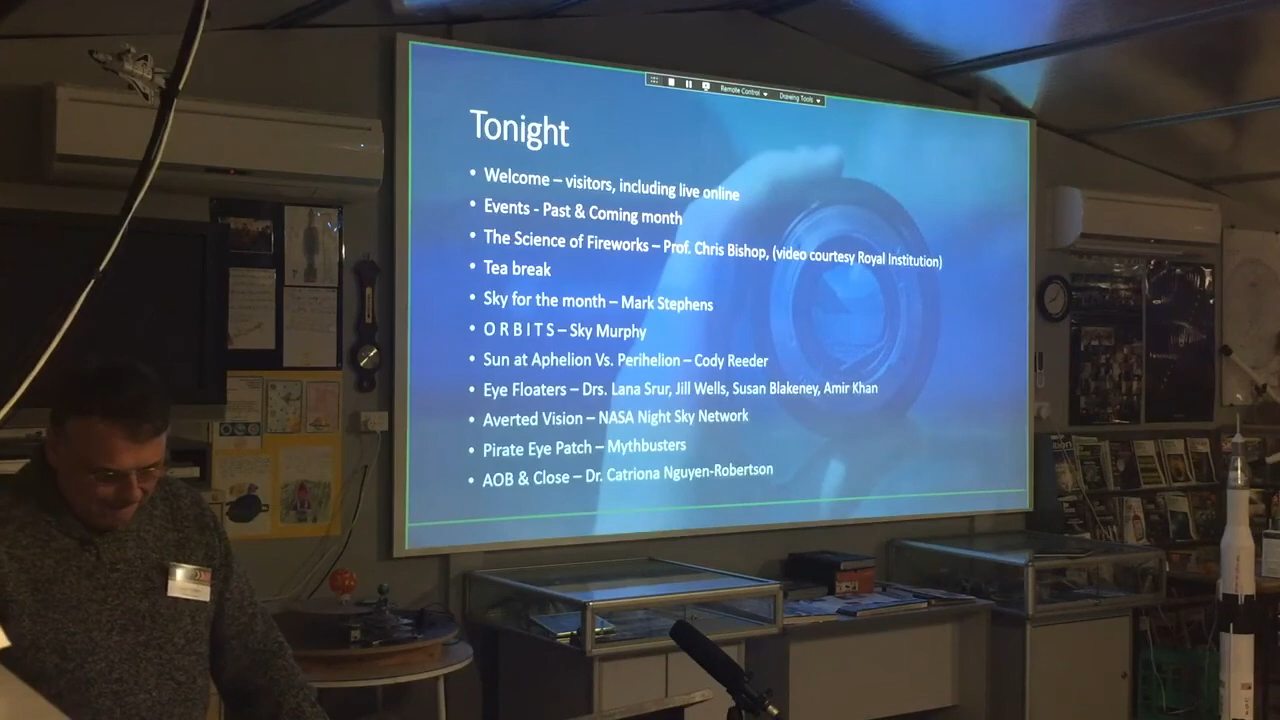 Remote Control
Drawing Tools
Tonight
• Welcome – visitors, including live online
• Events - Past & Coming month
• The Science of Fireworks – Prof. Chris Bishop, (video courtesy Royal Institution)
• Tea break
• Sky for the month – Mark Stephens
• O R B I T S – Sky Murphy
• Sun at Aphelion Vs. Perihelion – Cody Reeder
• Eye Floaters – Drs. Lana Srur, Jill Wells, Susan Blakeney, Amir Khan
• Averted Vision – NASA Night Sky Network
• Pirate Eye Patch – Mythbusters
• AOB & Close – Dr. Catriona Nguyen-Robertson